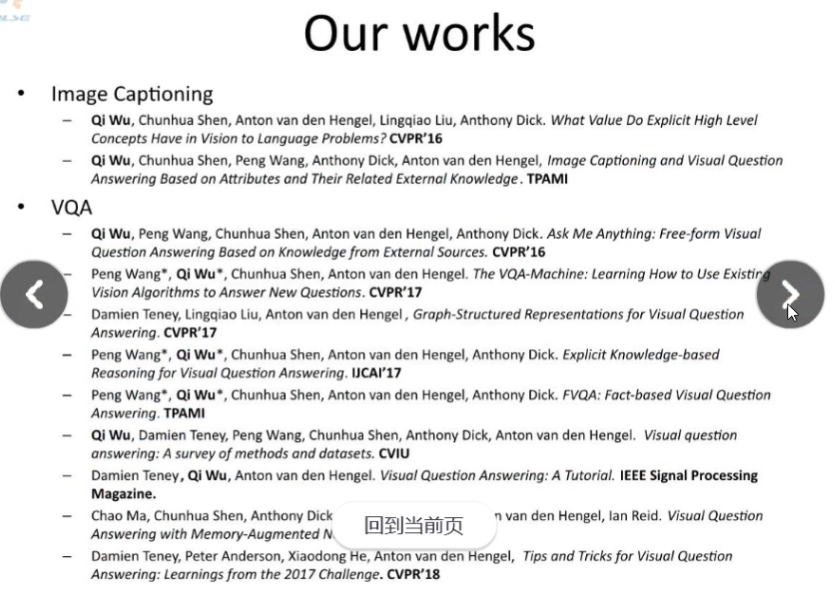 Our works
• Image Captioning
– Qi Wu, Chunhua Shen, Anton van den Hengel, Lingqiao Liu, Anthony Dick. What Value Do Explicit High Level
Concepts Have in Vision to Language Problems? CVPR'16
– Qi Wu, Chunhua Shen, Peng Wang, Anthony Dick, Anton van den Hengel, Image Captioning and Visual Question
Answering Based on Attributes and Their Related External Knowledge. TPAMI
• VQA
– Qi Wu, Peng Wang, Chunhua Shen, Anton van den Hengel, Anthony Dick. Ask Me Anything: Free-form Visual
Question Answering Based on Knowledge from External Sources. CVPR'16
– Peng Wang*, Qi Wu*, Chunhua Shen, Anton van den Hengel. The VQA-Machine: Learning How to Use Existing
Vision Algorithms to Answer New Questions. CVPR'17
– Damien Teney, Lingqiao Liu, Anton van den Hengel, Graph-Structured Representations for Visual Question
Answering. CVPR'17
– Peng Wang*, Qi Wu*, Chunhua Shen, Anton van den Hengel, Anthony Dick. Explicit Knowledge-based
Reasoning for Visual Question Answering. IJCAI'17
– Peng Wang*, Qi Wu*, Chunhua Shen, Anton van den Hengel, Anthony Dick. FVQA: Fact-based Visual Question
Answering. TPAMI
– Qi Wu, Damien Teney, Peng Wang, Chunhua Shen, Anthony Dick, Anton van den Hengel. Visual question
answering: A survey of methods and datasets. CVIU
– Damien Teney, Qi Wu, Anton van den Hengel. Visual Question Answering: A Tutorial. IEEE Signal Processing
Magazine.
– Chao Ma, Chunhua Shen, Anthony Dick n van den Hengel, Ian Reid. Visual Question
Answering with Memory-Augmented N
回到当前页
– Damien Teney, Peter Anderson, Xiaodong He, Anton van den Hengel, Tips and Tricks for Visual Question
Answering: Learnings from the 2017 Challenge. CVPR'18